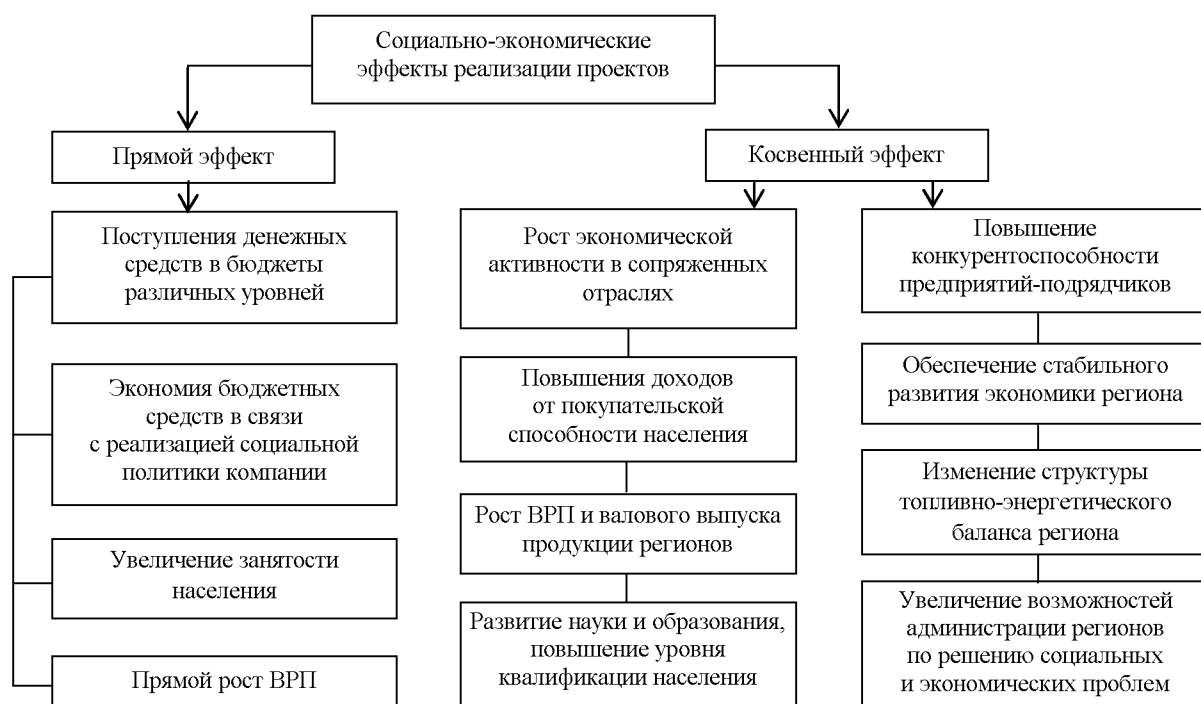 Социально-экономические
эффекты реализации проектов
Прямой эффект
Косвенный эффект
Поступления денежных
средств в бюджеты
различных уровней
Экономия бюджетных
средств в связи
с реализацией социальной
политики компании
Увеличение занятости
населения
Прямой рост ВРП
Рост экономической
активности в сопряженных
отраслях
Повышения доходов
от покупательской
способности населения
Рост ВРП и валового выпуска
продукции регионов
Развитие науки и образования,
повышение уровня
квалификации населения
Повышение
конкурентоспособности
предприятий-подрядчиков
Обеспечение стабильного
развития экономики региона
Изменение структуры
топливно-энергетического
баланса региона
Увеличение возможностей
администрации регионов
по решению социальных
и экономических проблем